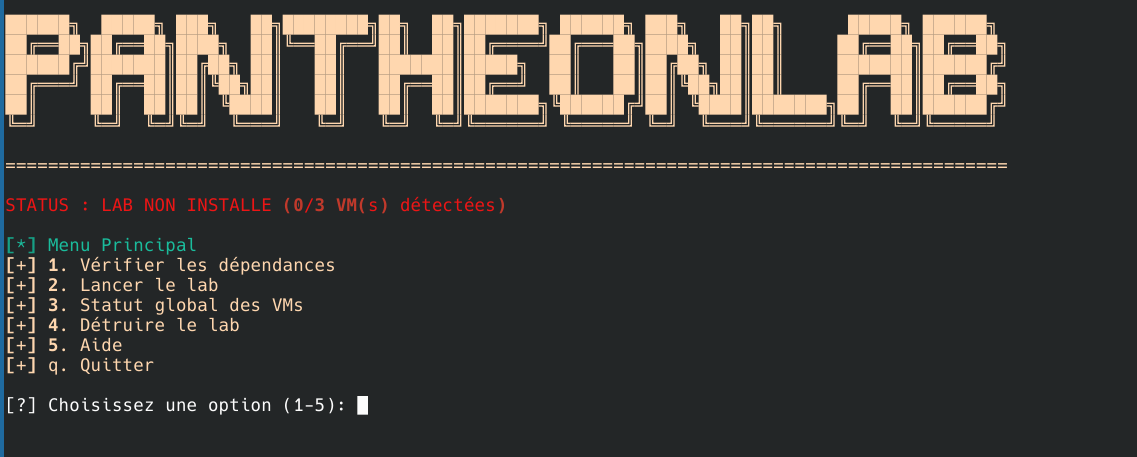 PANTHEONLAB
==============================================================================================
STATUS : LAB NON INSTALLE (0/3 VM(s) détectées)
[*] Menu Principal
[+] 1. Vérifier les dépendances
[+] 2. Lancer le lab
[+] 3. Statut global des VMs
[+] 4. Détruire le lab
[+] 5. Aide
[+] q. Quitter
[?] Choisissez une option (1-5):